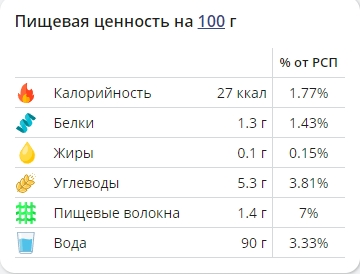 Пищевая ценность на 100 г
% от РСП
Калорийность 27 ккал 1.77%
Белки 1.3 г 1.43%
Жиры 0.1 г 0.15%
Углеводы 5.3 г 3.81%
Пищевые волокна 1.4 г 7%
Вода 90 г 3.33%